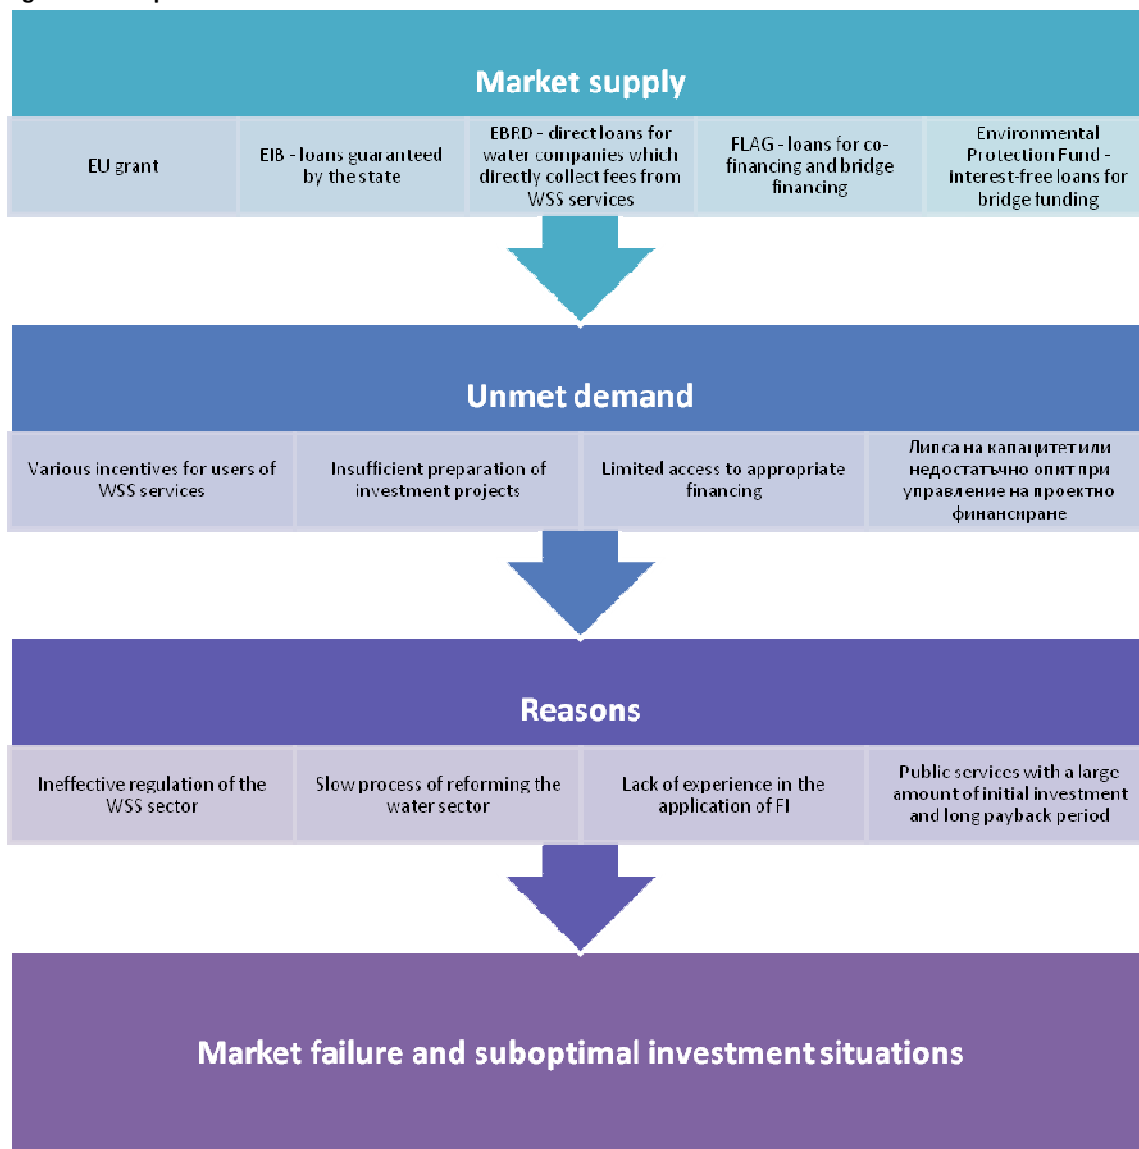 Market supply
EU grant
EIB - loans guaranteed
by the state
EBRD - direct loans for
water companies which
directly collect fees from
WSS services
FLAG - loans for co-
financing and bridge
financing
Environmental
Protection Fund -
interest-free loans for
bridge funding
Unmet demand
Various incentives for users of
WSS services
Insufficient preparation of
investment projects
Limited access to appropriate
financing
Липса на капацитет или
недостатъчно опит при
управление на проектно
финансиране
Reasons
Ineffective regulation of the
WSS sector
Slow process of reforming the
water sector
Lack of experience in the
application of FI
Public services with a large
amount of initial investment
and long payback period
Market failure and suboptimal investment situations